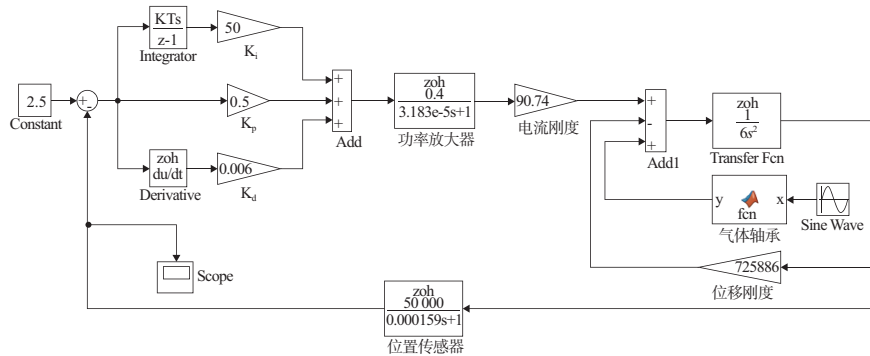 KTs
z-1
Integrator
50
Ki
2.5
Constant
-
0.5
Kp
zoh
du/dt
Derivative
0.006
Kd
+
+
+
Add
zoh
0.4
3.183e-5s+1
功率放大器
90.74
电流刚度
+
-
+
Add1
zoh
1
6s²
Transfer Fcn
y
x
fcn
气体轴承
Sine Wave
Scope
725886
位移刚度
zoh
50 000
0.000159s+1
位置传感器